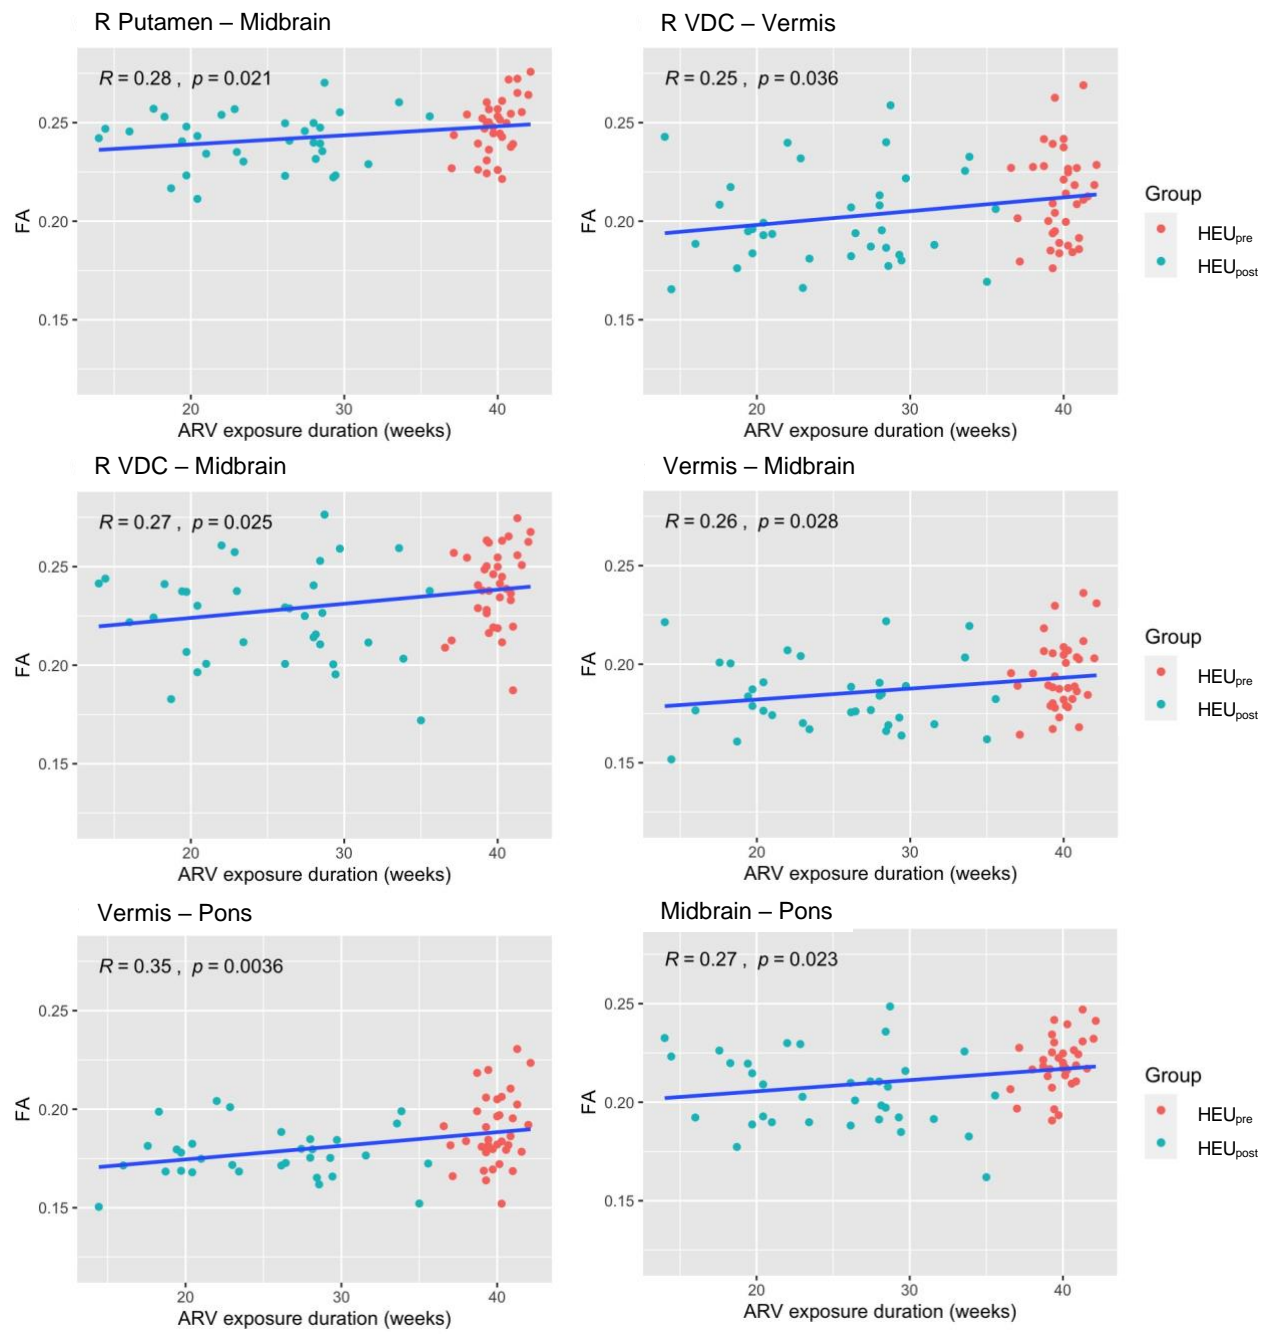 R Putamen – Midbrain
R = 0.28 , p = 0.021
0.25
0.20
0.15
FA
20 30 40
ARV exposure duration (weeks)
R VDC – Vermis
R = 0.25 , p = 0.036
0.25
0.20
0.15
FA
20 30 40
ARV exposure duration (weeks)
Group
HEUpre
HEUpost
R VDC – Midbrain
R = 0.27 , p = 0.025
0.25
0.20
0.15
FA
20 30 40
ARV exposure duration (weeks)
Vermis – Midbrain
R = 0.26 , p = 0.028
0.25
0.20
0.15
FA
20 30 40
ARV exposure duration (weeks)
Group
HEUpre
HEUpost
Vermis – Pons
R = 0.35 , p = 0.0036
0.25
0.20
0.15
FA
20 30 40
ARV exposure duration (weeks)
Midbrain – Pons
R = 0.27 , p = 0.023
0.25
0.20
0.15
FA
20 30 40
ARV exposure duration (weeks)
Group
HEUpre
HEUpost